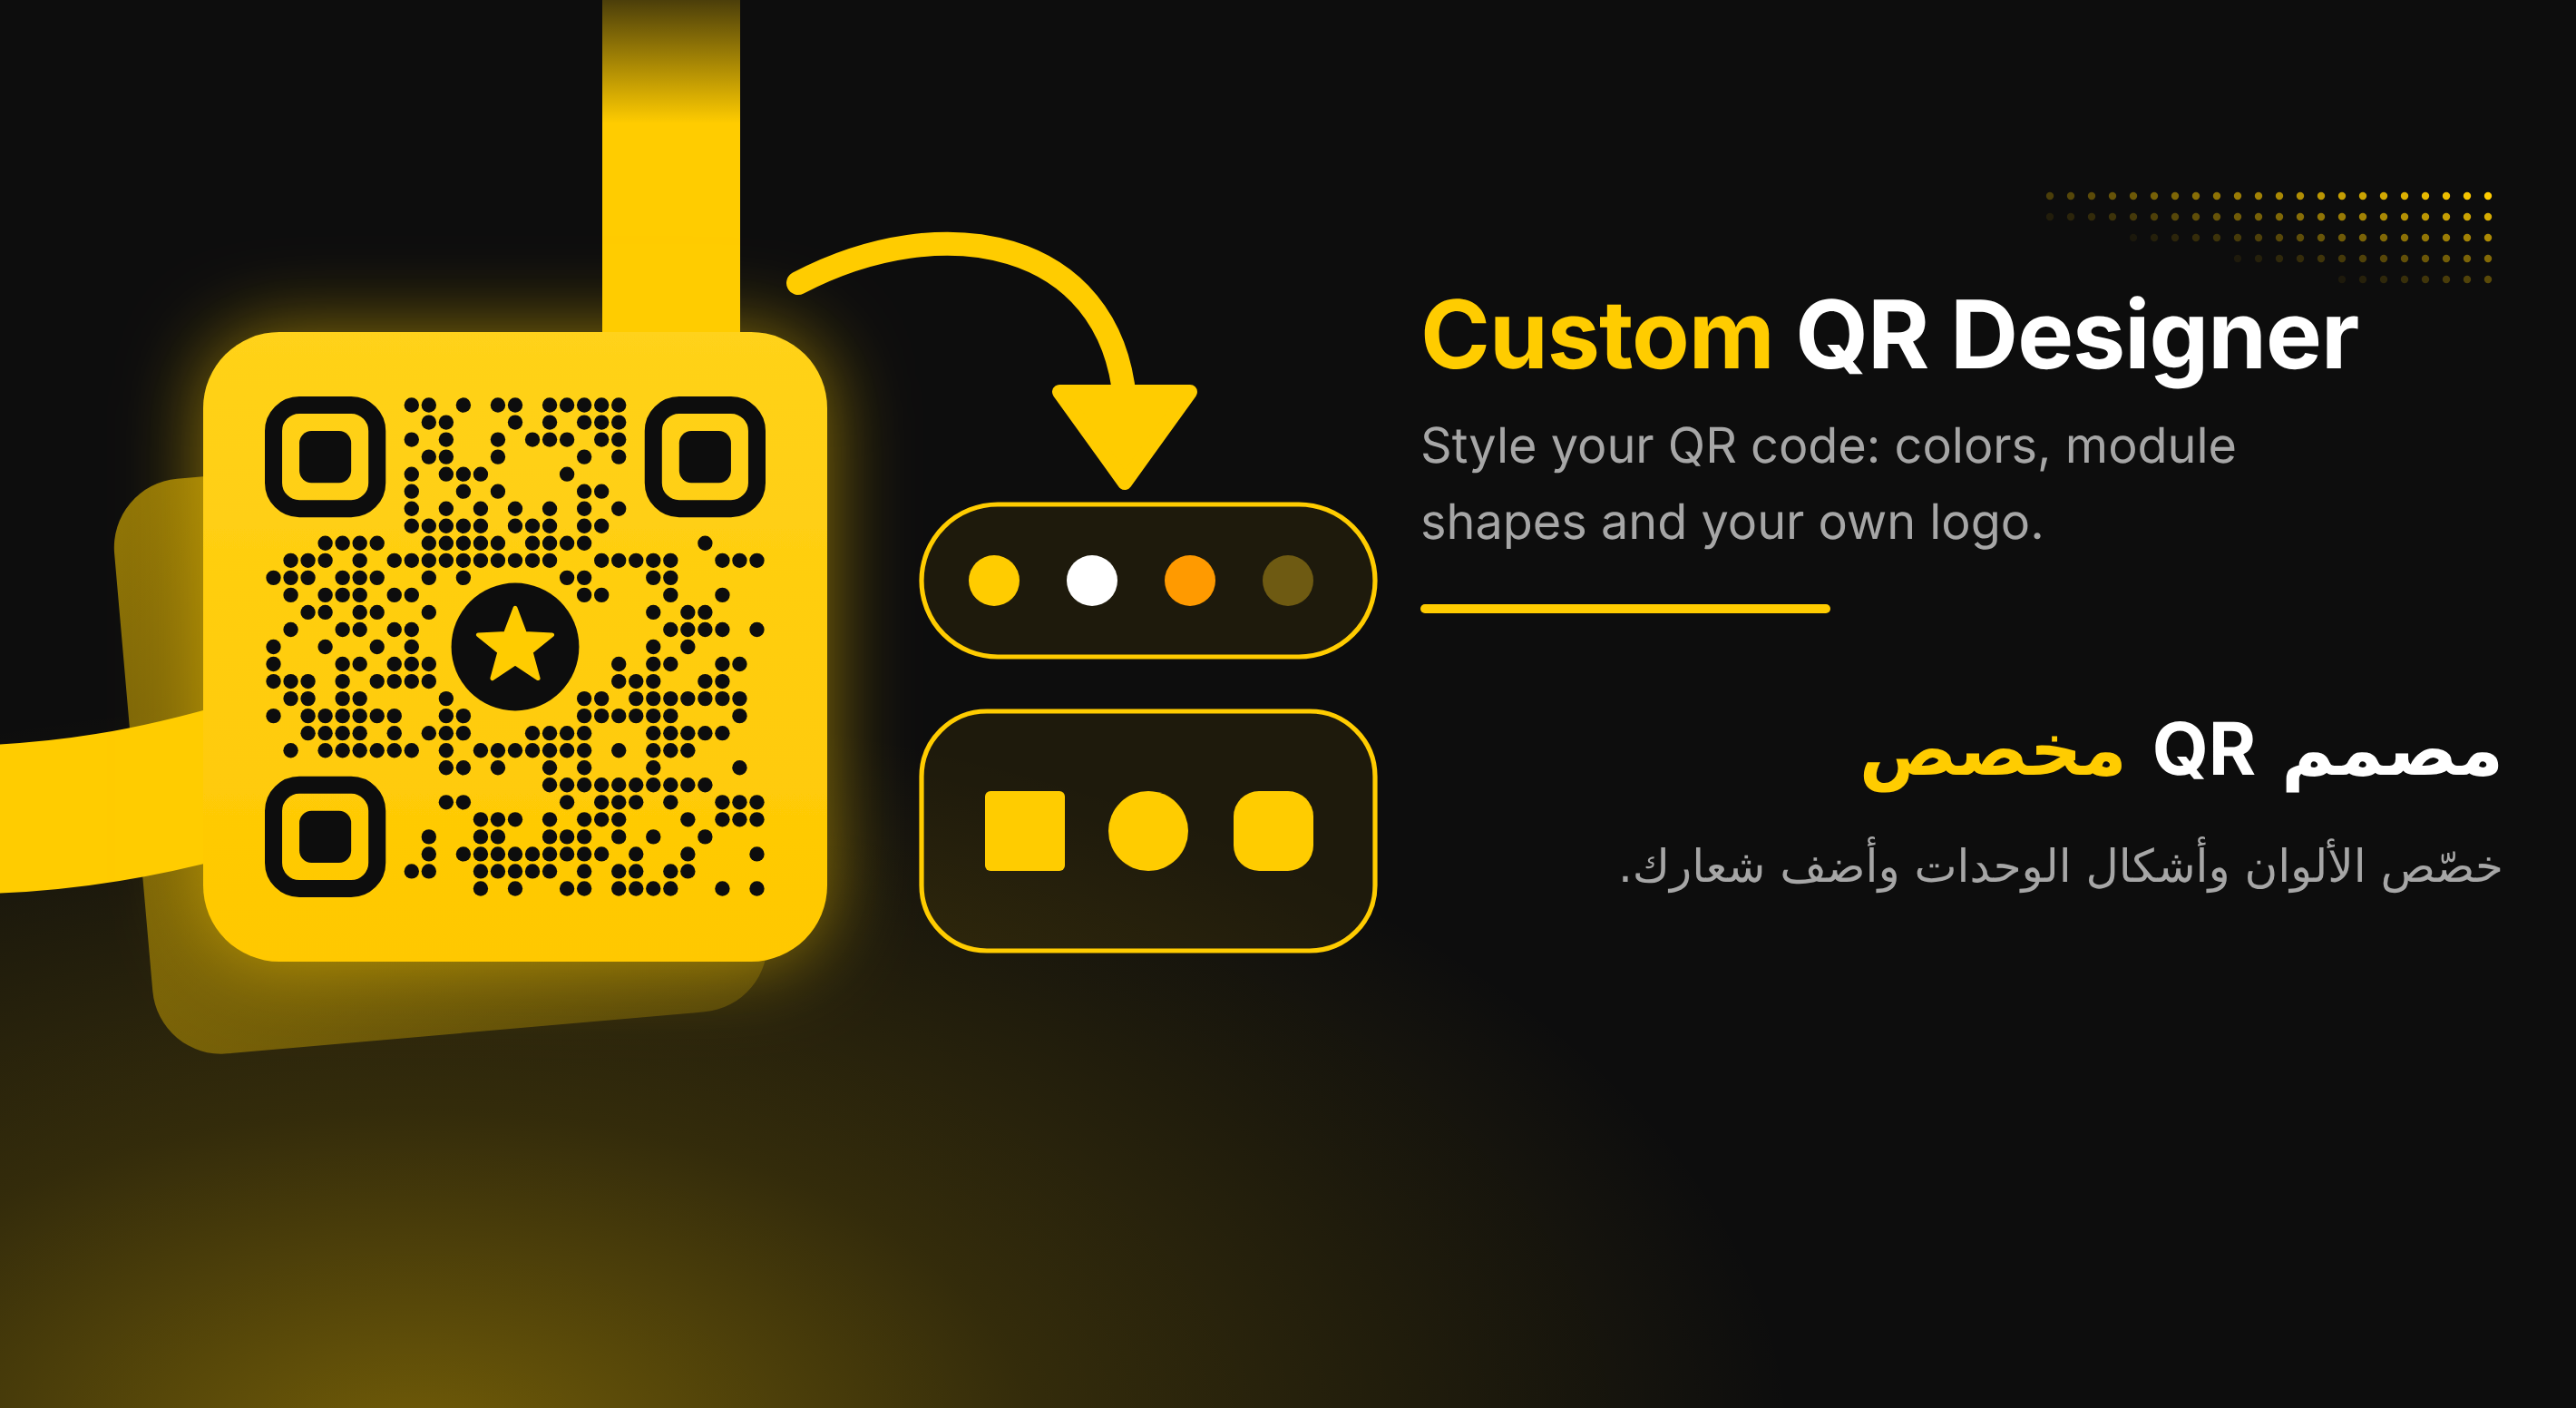 Custom QR Designer
Style your QR code: colors, module
shapes and your own logo.
مصمم QR مخصص
خصّص الألوان وأشكال الوحدات وأضف شعارك.